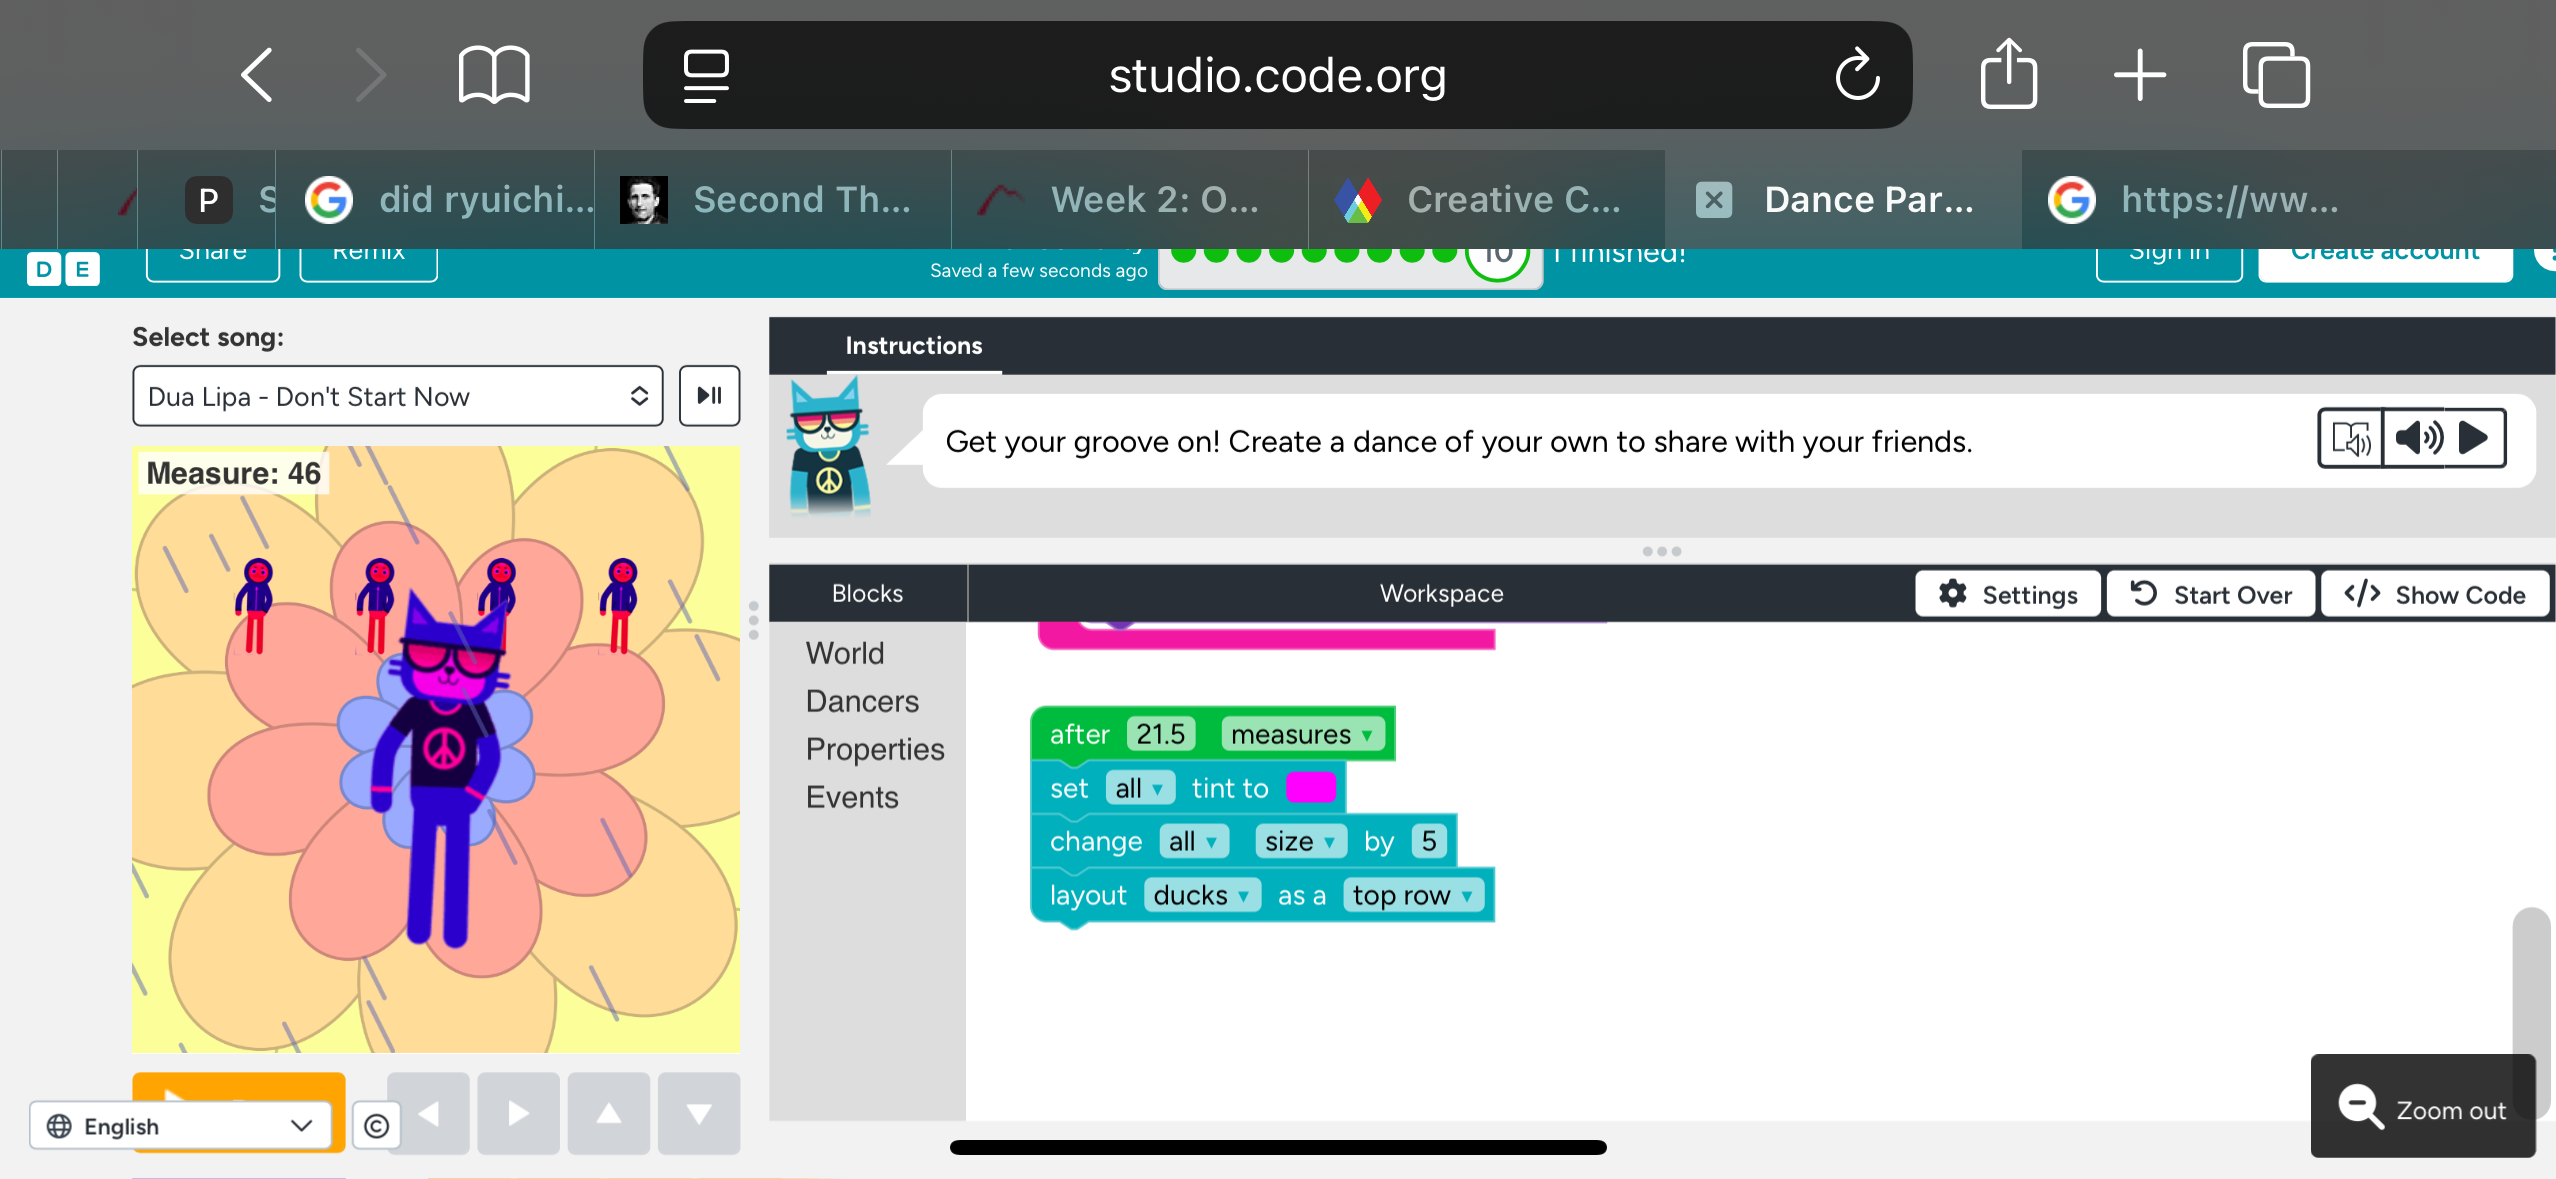 studio.code.org
P
S
did ryuichi...
Second Th...
Week 2: O...
Creative C...
Dance Par...
https://ww...
D E
Share
Remix
Saved a few seconds ago
10
I finished!
Sign in
Create account
Select song:
Dua Lipa - Don't Start Now
Measure: 46
Instructions
Get your groove on! Create a dance of your own to share with your friends.
Blocks
Workspace
Settings
Start Over
Show Code
World
Dancers
Properties
Events
after 21.5 measures
set all tint to
change all size by 5
layout ducks as a top row
English
Zoom out